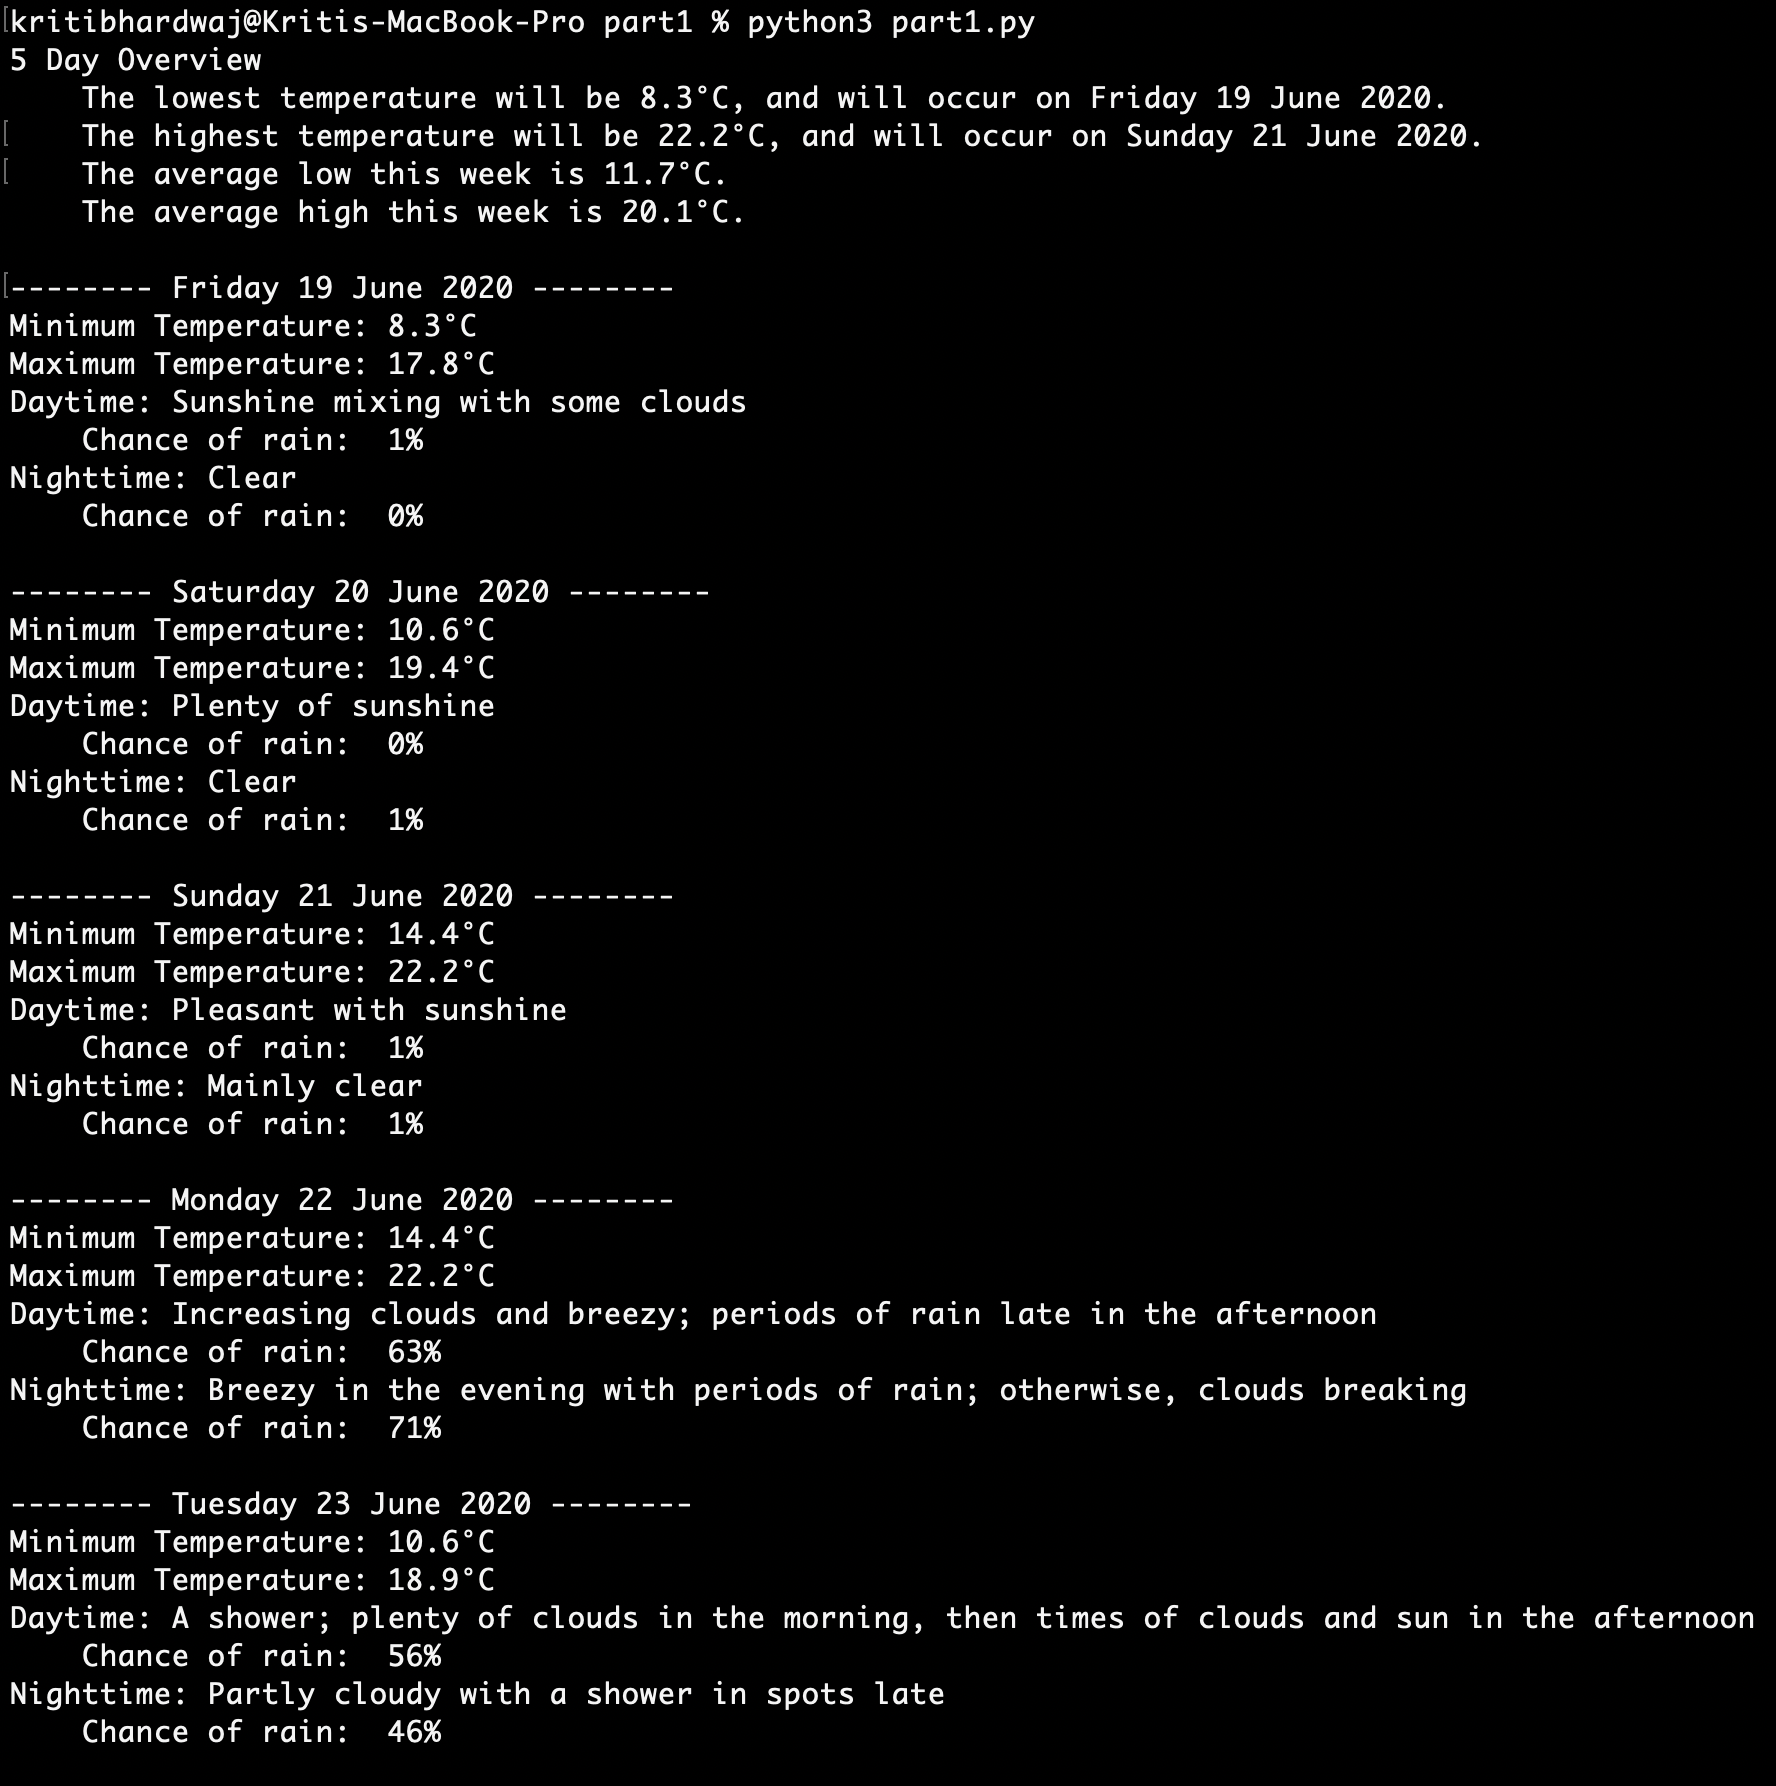 kritibhardwaj@Kritis-MacBook-Pro part1 % python3 part1.py
5 Day Overview
    The lowest temperature will be 8.3°C, and will occur on Friday 19 June 2020.
    The highest temperature will be 22.2°C, and will occur on Sunday 21 June 2020.
    The average low this week is 11.7°C.
    The average high this week is 20.1°C.

-------- Friday 19 June 2020 --------
Minimum Temperature: 8.3°C
Maximum Temperature: 17.8°C
Daytime: Sunshine mixing with some clouds
    Chance of rain:  1%
Nighttime: Clear
    Chance of rain:  0%

-------- Saturday 20 June 2020 --------
Minimum Temperature: 10.6°C
Maximum Temperature: 19.4°C
Daytime: Plenty of sunshine
    Chance of rain:  0%
Nighttime: Clear
    Chance of rain:  1%

-------- Sunday 21 June 2020 --------
Minimum Temperature: 14.4°C
Maximum Temperature: 22.2°C
Daytime: Pleasant with sunshine
    Chance of rain:  1%
Nighttime: Mainly clear
    Chance of rain:  1%

-------- Monday 22 June 2020 --------
Minimum Temperature: 14.4°C
Maximum Temperature: 22.2°C
Daytime: Increasing clouds and breezy; periods of rain late in the afternoon
    Chance of rain:  63%
Nighttime: Breezy in the evening with periods of rain; otherwise, clouds breaking
    Chance of rain:  71%

-------- Tuesday 23 June 2020 --------
Minimum Temperature: 10.6°C
Maximum Temperature: 18.9°C
Daytime: A shower; plenty of clouds in the morning, then times of clouds and sun in the afternoon
    Chance of rain:  56%
Nighttime: Partly cloudy with a shower in spots late
    Chance of rain:  46%